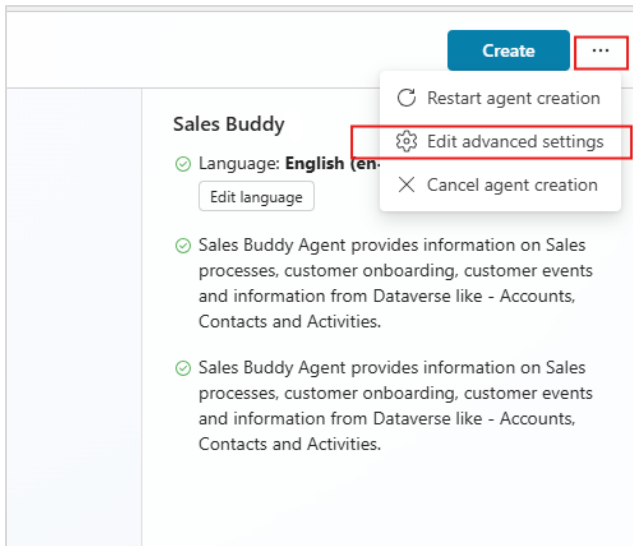 Create ...
Restart agent creation
Sales Buddy
Edit advanced settings
Language: English (en-
Cancel agent creation
Edit language
Sales Buddy Agent provides information on Sales
processes, customer onboarding, customer events
and information from Dataverse like - Accounts,
Contacts and Activities.
Sales Buddy Agent provides information on Sales
processes, customer onboarding, customer events
and information from Dataverse like - Accounts,
Contacts and Activities.